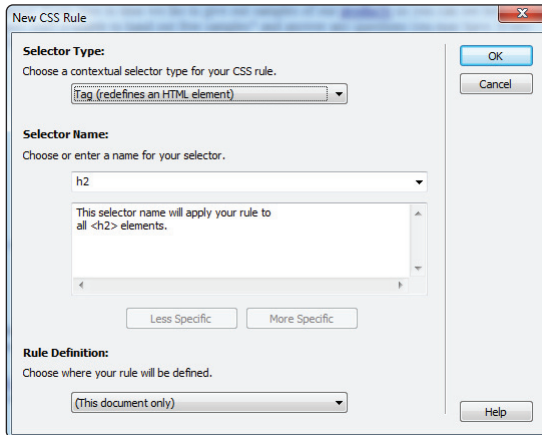 New CSS Rule
Selector Type:
Choose a contextual selector type for your CSS rule.
Tag (redefines an HTML element)
Selector Name:
Choose or enter a name for your selector.
h2
This selector name will apply your rule to
all <h2> elements.
Less Specific
More Specific
Rule Definition:
Choose where your rule will be defined.
(This document only)
OK
Cancel
Help